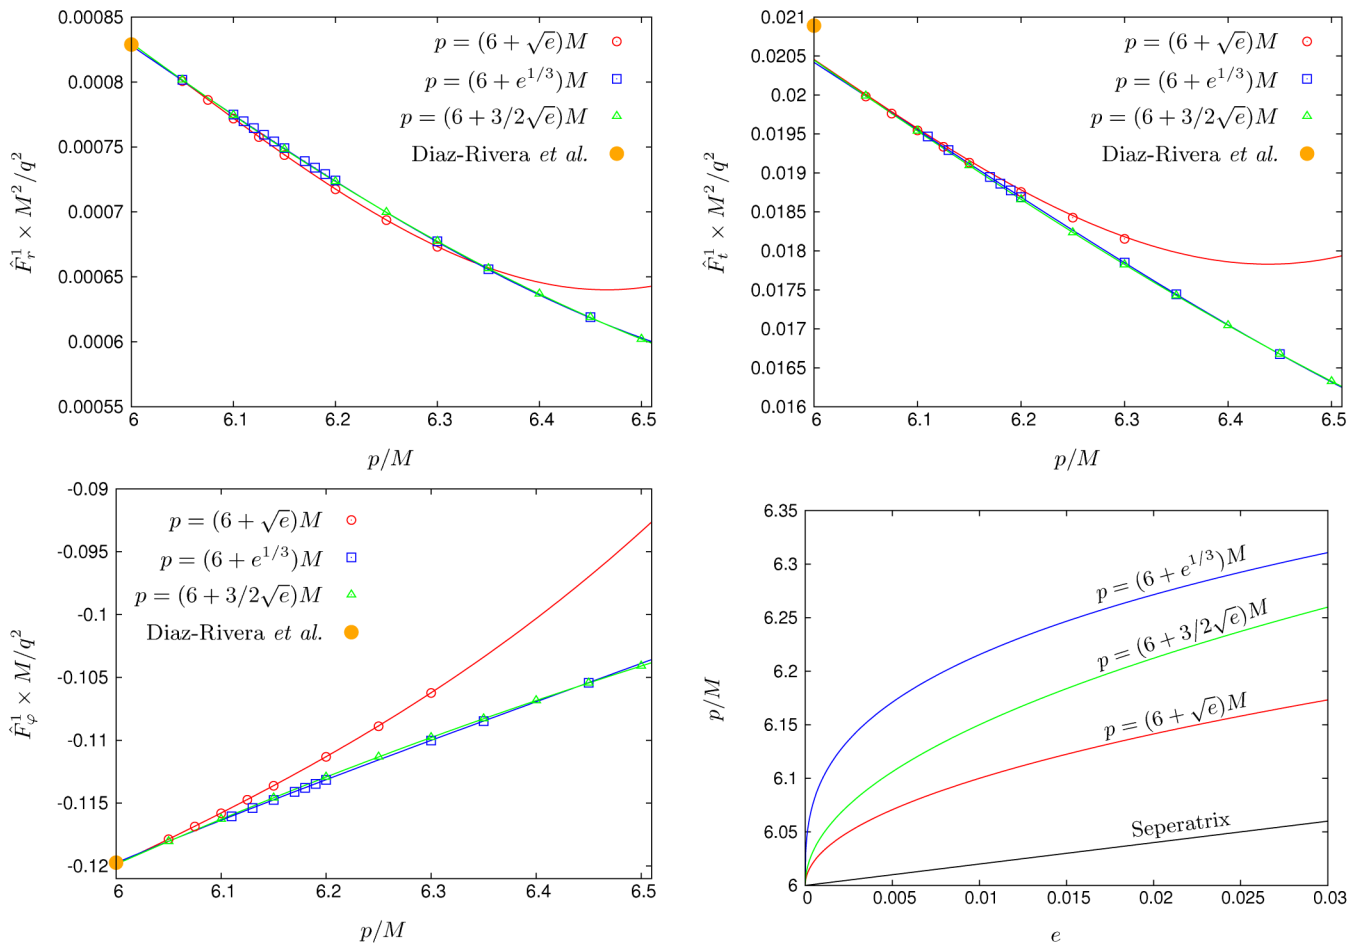 0.00085
0.0008
0.00075
0.0007
0.00065
0.0006
0.00055
6 6.1 6.2 6.3 6.4 6.5
F̂_r^1 × M²/q²
p/M
p = (6 + √e)M
p = (6 + e^{1/3})M
p = (6 + 3/2√e)M
Diaz-Rivera et al.
0.021
0.0205
0.02
0.0195
0.019
0.0185
0.018
0.0175
0.017
0.0165
0.016
6 6.1 6.2 6.3 6.4 6.5
F̂_t^1 × M²/q²
p/M
p = (6 + √e)M
p = (6 + e^{1/3})M
p = (6 + 3/2√e)M
Diaz-Rivera et al.
-0.09
-0.095
-0.1
-0.105
-0.11
-0.115
-0.12
6 6.1 6.2 6.3 6.4 6.5
F̂_φ^1 × M/q²
p/M
p = (6 + √e)M
p = (6 + e^{1/3})M
p = (6 + 3/2√e)M
Diaz-Rivera et al.
6.35
6.3
6.25
6.2
6.15
6.1
6.05
6
0 0.005 0.01 0.015 0.02 0.025 0.03
p/M
e
p = (6 + e^{1/3})M
p = (6 + 3/2√e)M
p = (6 + √e)M
Seperatrix